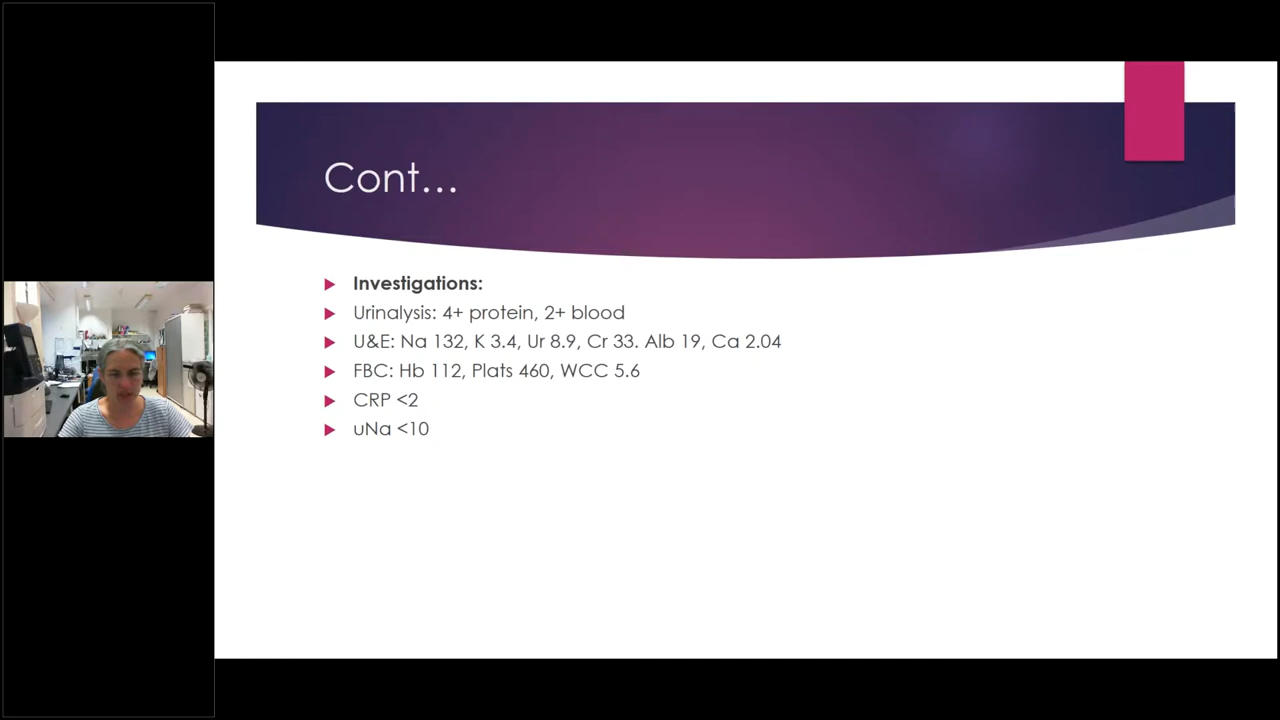 Cont...
Investigations:
Urinalysis: 4+ protein, 2+ blood
U&E: Na 132, K 3.4, Ur 8.9, Cr 33. Alb 19, Ca 2.04
FBC: Hb 112, Plats 460, WCC 5.6
CRP <2
uNa <10